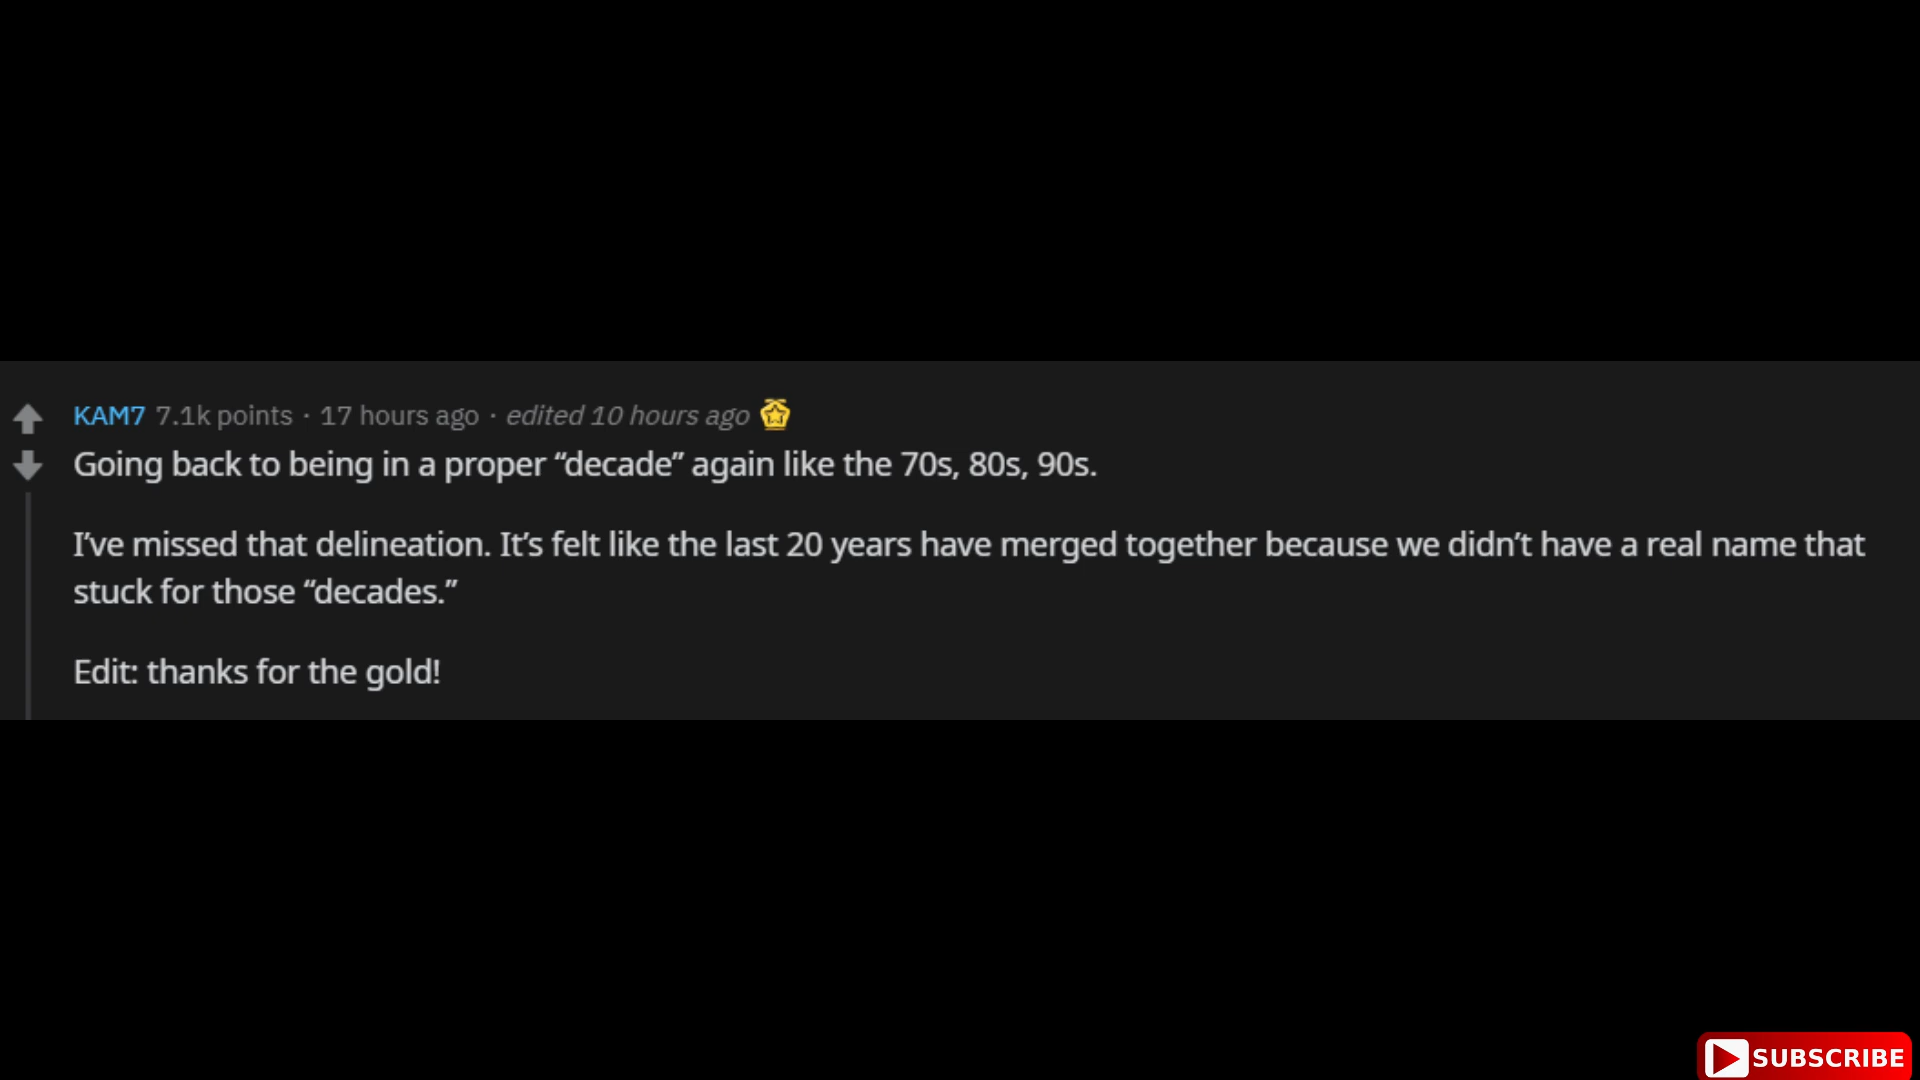 KAM7 7.1k points · 17 hours ago · edited 10 hours ago
Going back to being in a proper “decade” again like the 70s, 80s, 90s.
I’ve missed that delineation. It’s felt like the last 20 years have merged together because we didn’t have a real name that
stuck for those “decades.”
Edit: thanks for the gold!
SUBSCRIBE